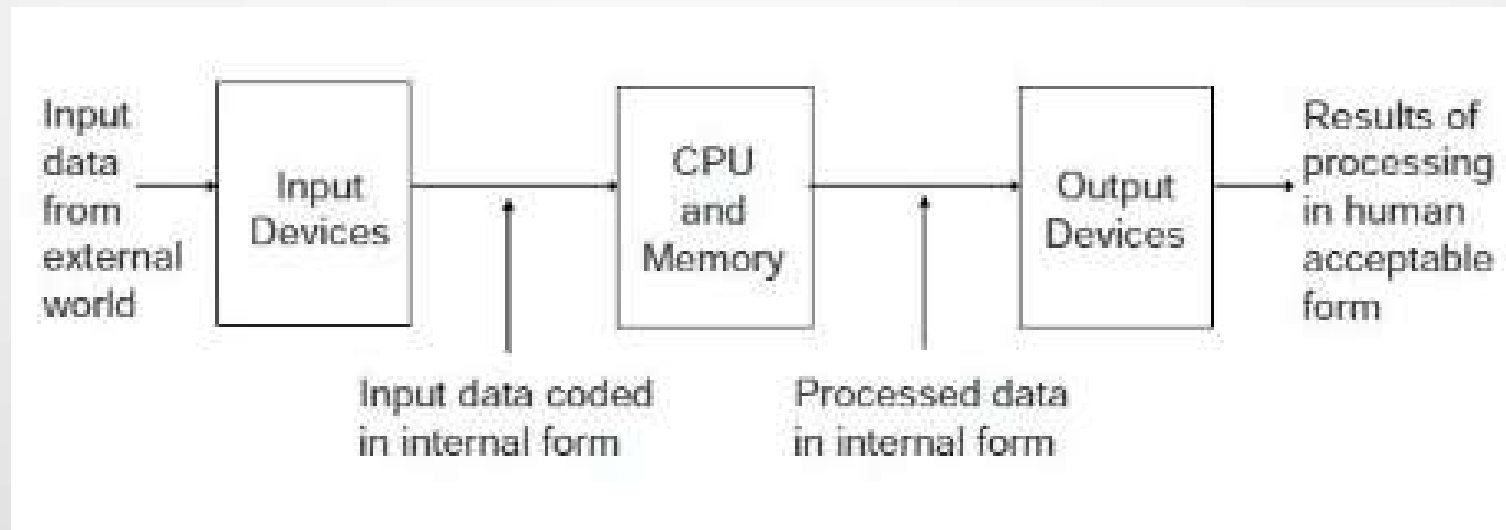 Input
data
from
external
world
Input
Devices
Input data coded
in internal form
CPU
and
Memory
Processed data
in internal form
Output
Devices
Results of
processing
in human
acceptable
form